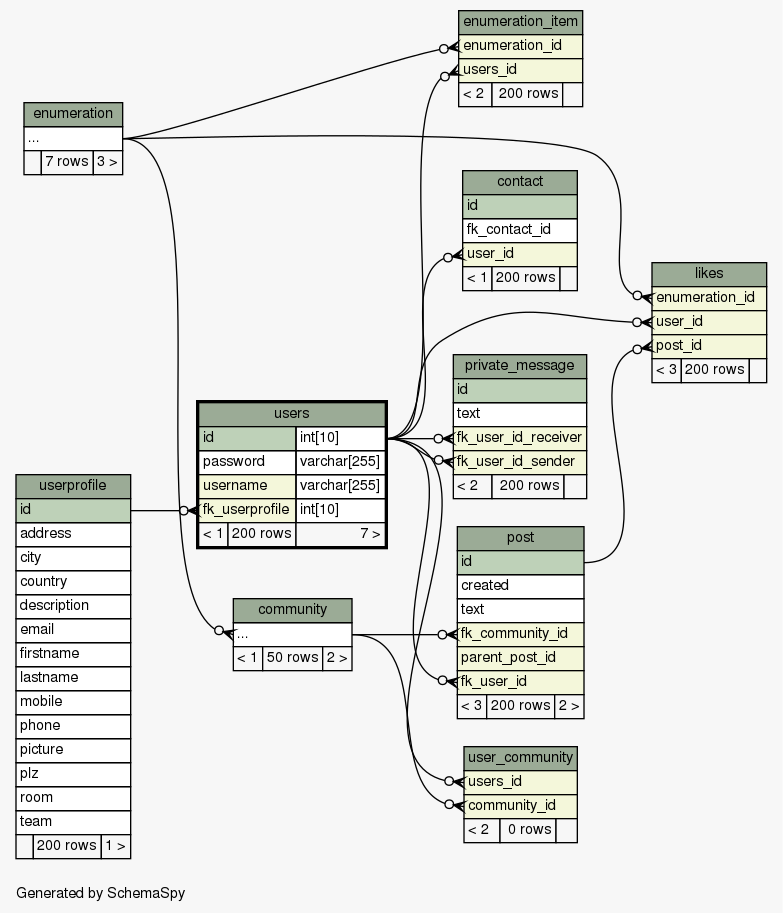 enumeration_item
enumeration_id
users_id
< 2 200 rows
enumeration
...
7 rows 3 >
contact
id
fk_contact_id
user_id
< 1 200 rows
likes
enumeration_id
user_id
post_id
< 3 200 rows
private_message
id
text
fk_user_id_receiver
fk_user_id_sender
< 2 200 rows
users
id int[10]
password varchar[255]
username varchar[255]
fk_userprofile int[10]
< 1 200 rows 7 >
userprofile
id
address
city
country
description
email
firstname
lastname
mobile
phone
picture
plz
room
team
200 rows 1 >
community
...
< 1 50 rows 2 >
post
id
created
text
fk_community_id
parent_post_id
fk_user_id
< 3 200 rows 2 >
user_community
users_id
community_id
< 2 0 rows
Generated by SchemaSpy